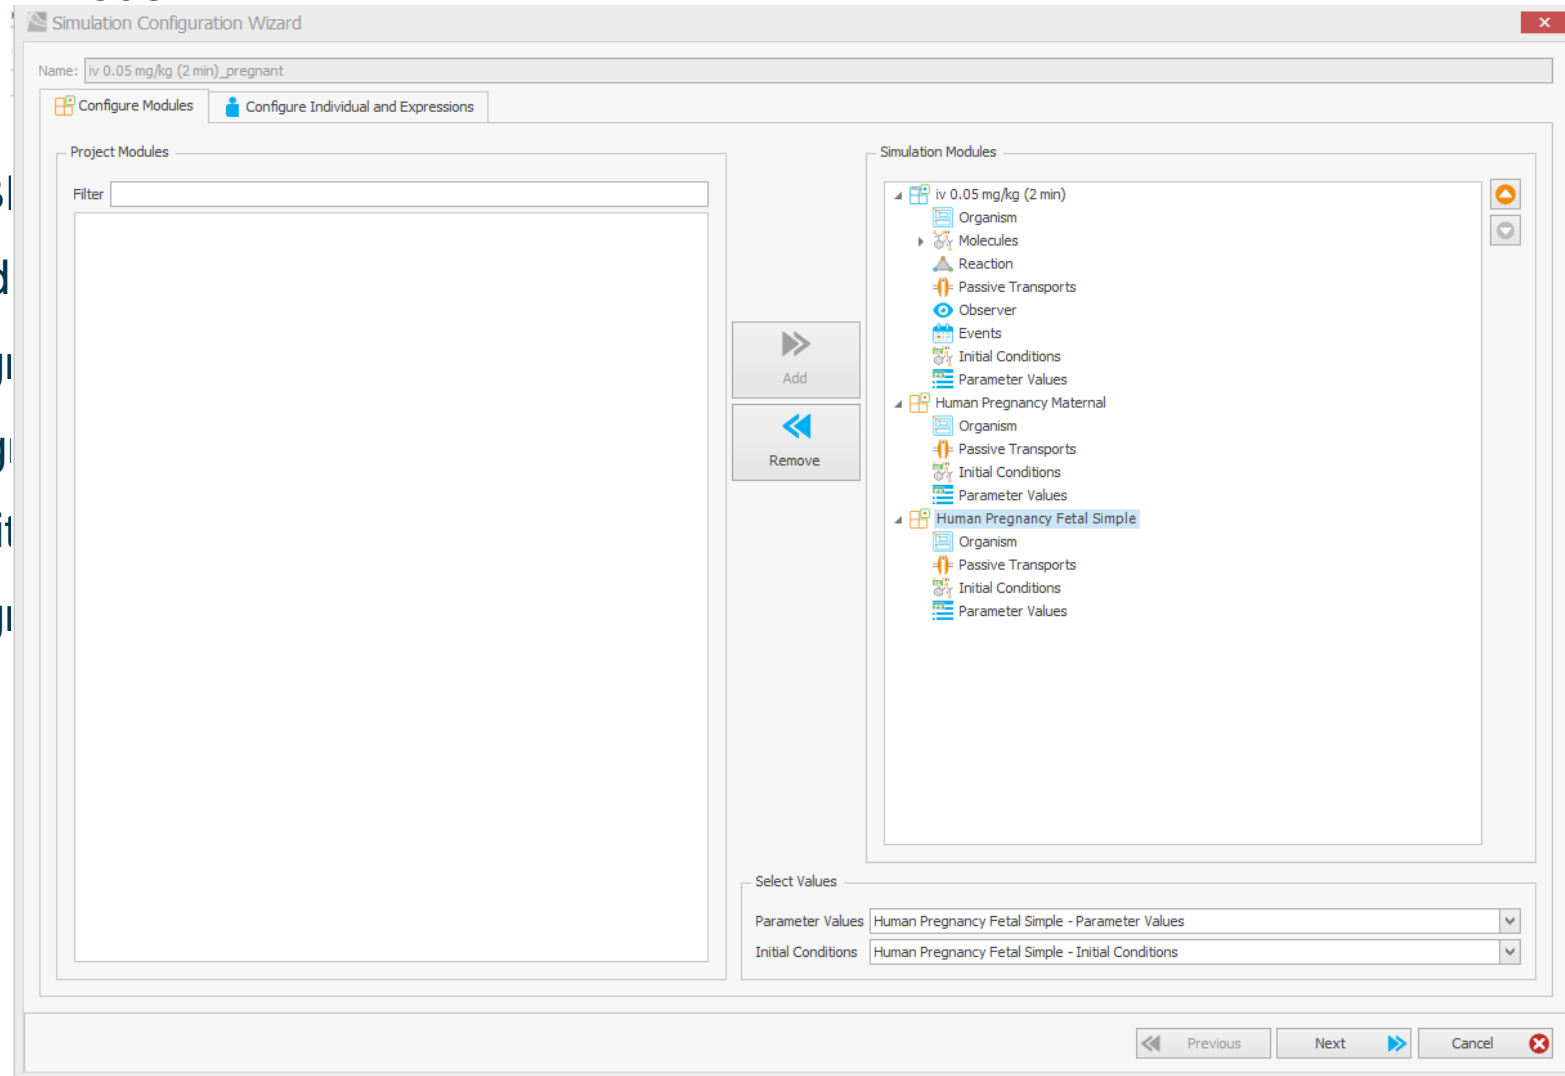 Simulation Configuration Wizard
Name: iv 0.05 mg/kg (2 min)_pregnant
Configure Modules
Configure Individual and Expressions
Project Modules
Filter
Add
Remove
Simulation Modules
iv 0.05 mg/kg (2 min)
Organism
Molecules
Reaction
Passive Transports
Observer
Events
Initial Conditions
Parameter Values
Human Pregnancy Maternal
Organism
Passive Transports
Initial Conditions
Parameter Values
Human Pregnancy Fetal Simple
Organism
Passive Transports
Initial Conditions
Parameter Values
Select Values
Parameter Values Human Pregnancy Fetal Simple - Parameter Values
Initial Conditions Human Pregnancy Fetal Simple - Initial Conditions
Previous Next Cancel